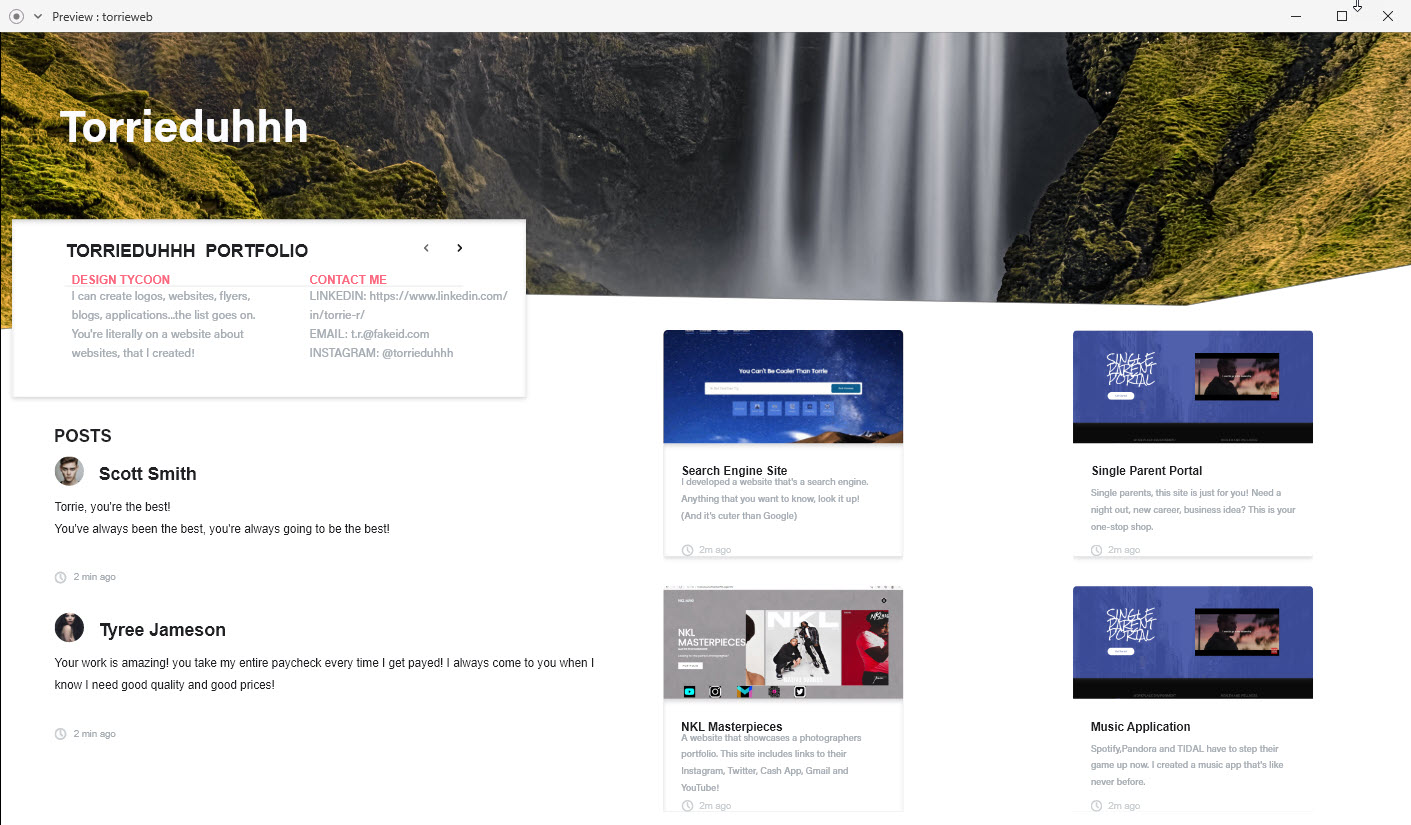 Preview : torrieweb
Torrieduhhh
TORRIEDUHHH PORTFOLIO
DESIGN TYCOON
I can create logos, websites, flyers,
blogs, applications...the list goes on.
You're literally on a website about
websites, that I created!
CONTACT ME
LINKEDIN: https://www.linkedin.com/
in/torrie-r/
EMAIL: t.r.@fakeid.com
INSTAGRAM: @torrieduhhh
POSTS
Scott Smith
Torrie, you're the best!
You've always been the best, you're always going to be the best!
2 min ago
Tyree Jameson
Your work is amazing! you take my entire paycheck every time I get payed! I always come to you when I
know I need good quality and good prices!
2 min ago
You Can't Be Cooler Than Torrie
Search Engine Site
I developed a website that's a search engine.
Anything that you want to know, look it up!
(And it's cuter than Google)
2m ago
SINGLE
PARENT
PORTAL
Single Parent Portal
Single parents, this site is just for you! Need a
night out, new career, business idea? This is your
one-stop shop.
2m ago
NKL
MASTERPIECES
NKL
NKL Masterpieces
A website that showcases a photographers
portfolio. This site includes links to their
Instagram, Twitter, Cash App, Gmail and
YouTube!
2m ago
SINGLE
PARENT
PORTAL
Music Application
Spotify,Pandora and TIDAL have to step their
game up now. I created a music app that's like
never before.
2m ago